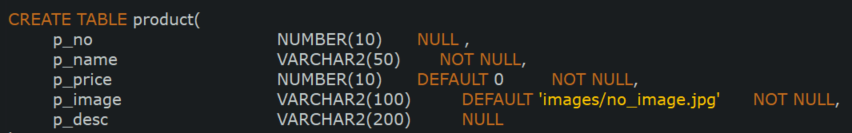 CREATE TABLE product(
p_no NUMBER(10) NULL ,
p_name VARCHAR2(50) NOT NULL,
p_price NUMBER(10) DEFAULT 0 NOT NULL,
p_image VARCHAR2(100) DEFAULT 'images/no_image.jpg' NOT NULL,
p_desc VARCHAR2(200) NULL